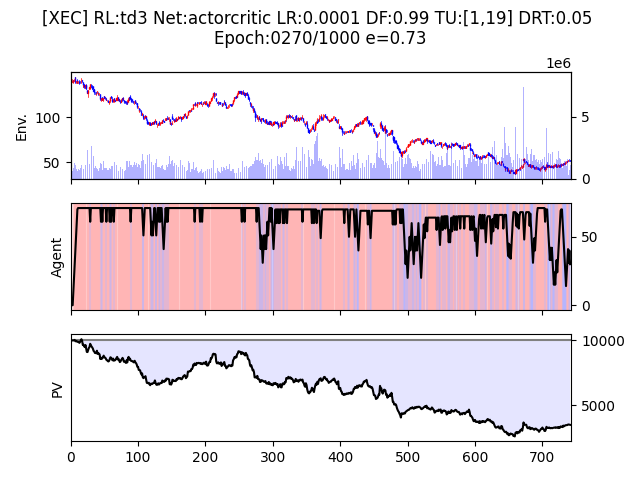 [XEC] RL:td3 Net:actorcritic LR:0.0001 DF:0.99 TU:[1,19] DRT:0.05
Epoch:0270/1000 e=0.73
1e6
Env.
100
50
5
0
Agent
50
0
PV
10000
5000
0 100 200 300 400 500 600 700